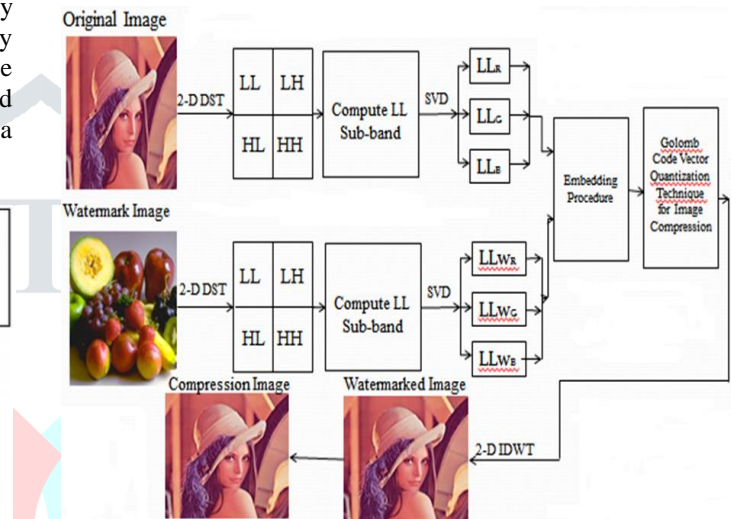 y
y
e
d
a
Original Image
2-D DST
LL LH
HL HH
Compute LL
Sub-band
SVD
LLR
LLG
LLB
Embedding
Procedure
Golomb
Code Vector
Quantization
Technique
for Image
Compression
Watermark Image
2-D DST
LL LH
HL HH
Compute LL
Sub-band
SVD
LLWR
LLWG
LLWB
Compression Image
Watermarked Image
2-D IDWT